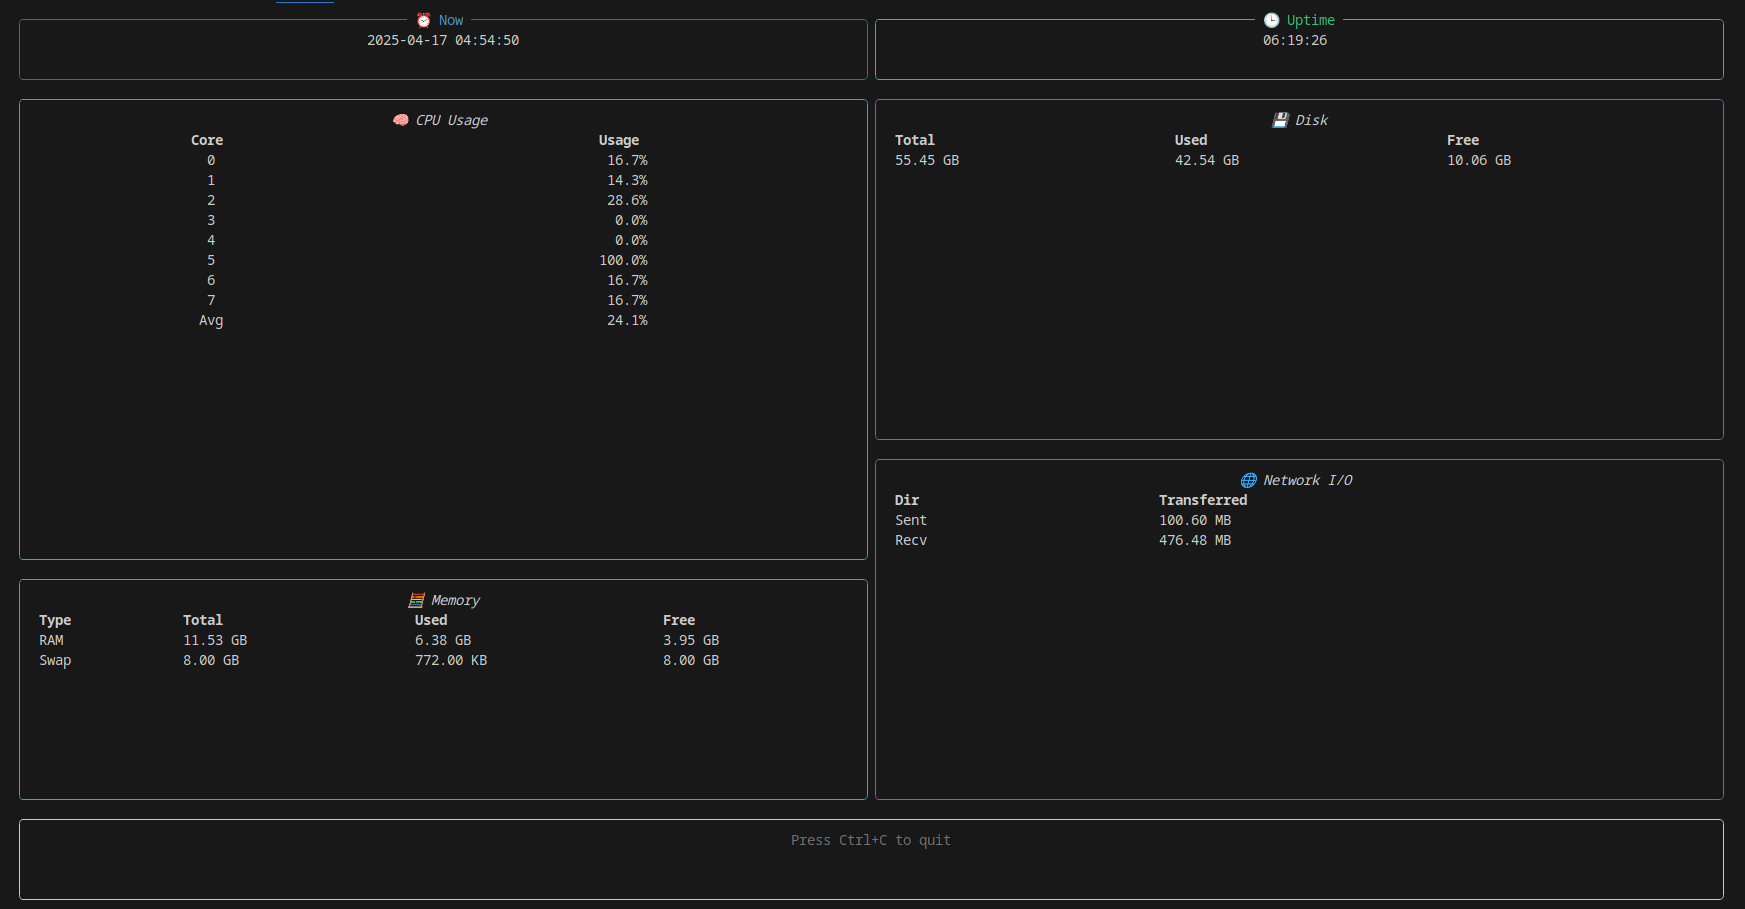 Now
2025-04-17 04:54:50
Uptime
06:19:26
CPU Usage
Core Usage
0 16.7%
1 14.3%
2 28.6%
3 0.0%
4 0.0%
5 100.0%
6 16.7%
7 16.7%
Avg 24.1%
Memory
Type Total Used Free
RAM 11.53 GB 6.38 GB 3.95 GB
Swap 8.00 GB 772.00 KB 8.00 GB
Disk
Total Used Free
55.45 GB 42.54 GB 10.06 GB
Network I/O
Dir Transferred
Sent 100.60 MB
Recv 476.48 MB
Press Ctrl+C to quit